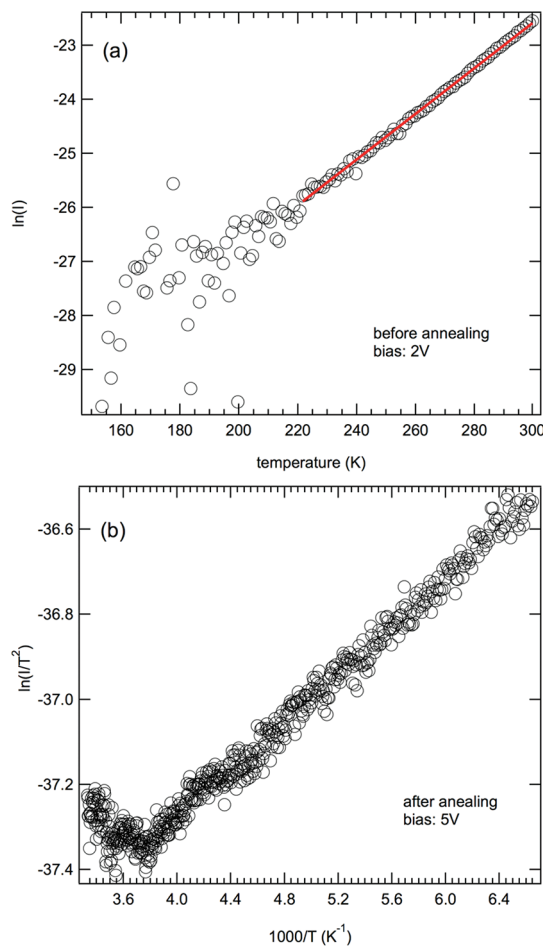 (a)
-23
-24
-25
-26
-27
-28
-29
ln(I)
before annealing
bias: 2V
160
180
200
220
240
260
280
300
temperature (K)
(b)
-36.6
-36.8
-37.0
-37.2
-37.4
ln(I/T²)
after anealing
bias: 5V
3.6
4.0
4.4
4.8
5.2
5.6
6.0
6.4
1000/T (K⁻¹)